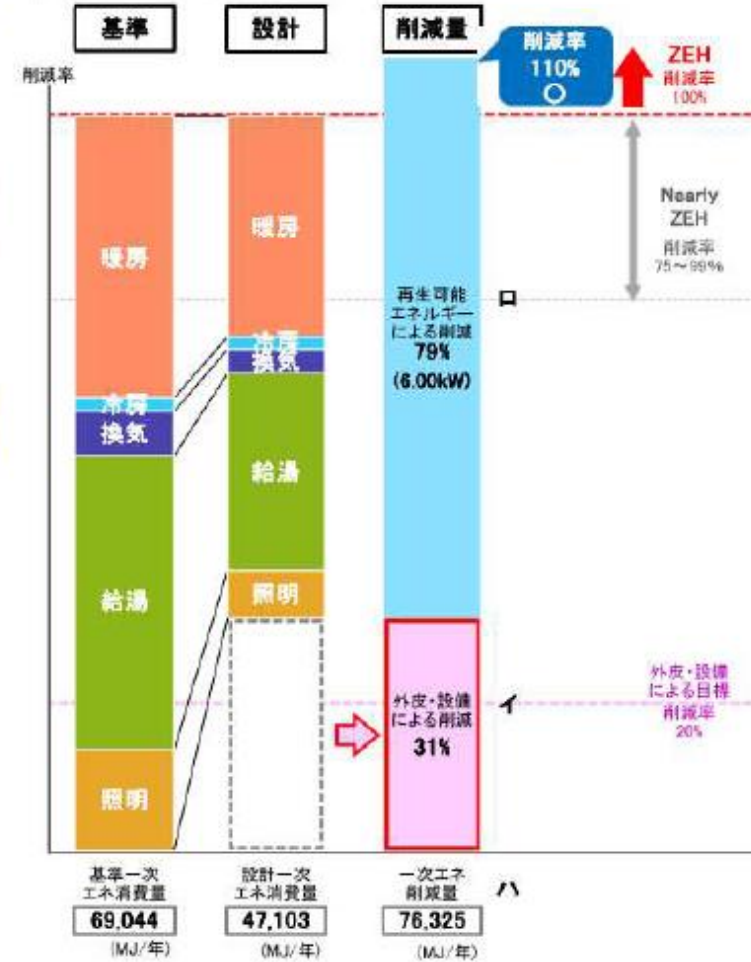 基準
設計
削減量
削減率
110%
○
ZEH
削減率
100%
削減率
暖房
冷房
換気
給湯
照明
暖房
冷房
換気
給湯
照明
再生可能
エネルギー
による削減
79%
(6.00kW)
外皮・設備
による削減
31%
Nearly
ZEH
削減率
75～99%
ロ
イ
外皮・設備
による目標
削減率
20%
基準一次
エネ消費量
69,044
(MJ/年)
設計一次
エネ消費量
47,103
(MJ/年)
一次エネ
削減量
76,325
(MJ/年)
ハ